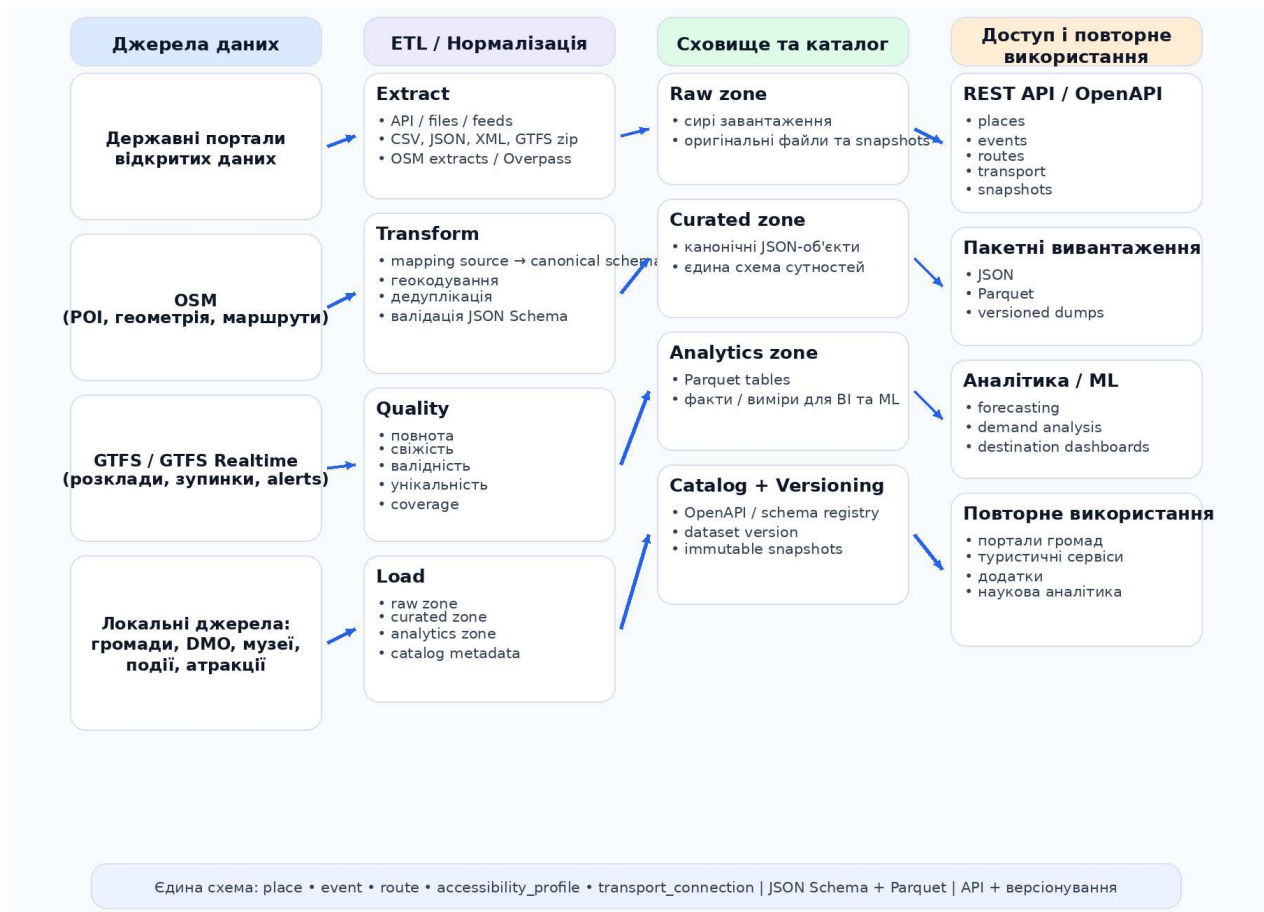 Джерела даних
Державні портали
відкритих даних
OSM
(POI, геометрія, маршрути)
GTFS / GTFS Realtime
(розклади, зупинки, alerts)
Локальні джерела:
громади, DMO, музеї,
події, атракції
ETL / Нормалізація
Extract
• API / files / feeds
• CSV, JSON, XML, GTFS zip
• OSM extracts / Overpass
Transform
• mapping source → canonical schema
• геокодування
• дедуплікація
• валідація JSON Schema
Quality
• повнота
• свіжість
• валідність
• унікальність
• coverage
Load
• raw zone
• curated zone
• analytics zone
• catalog metadata
Сховище та каталог
Raw zone
• сирі завантаження
• оригінальні файли та snapshots
Curated zone
• канонічні JSON-об'єкти
• єдина схема сутностей
Analytics zone
• Parquet tables
• факти / виміри для BI та ML
Catalog + Versioning
• OpenAPI / schema registry
• dataset version
• immutable snapshots
Доступ і повторне
використання
REST API / OpenAPI
• places
• events
• routes
• transport
• snapshots
Пакетні вивантаження
• JSON
• Parquet
• versioned dumps
Аналітика / ML
• forecasting
• demand analysis
• destination dashboards
Повторне використання
• портали громад
• туристичні сервіси
• додатки
• наукова аналітика
Єдина схема: place • event • route • accessibility_profile • transport_connection | JSON Schema + Parquet | API + версіонування